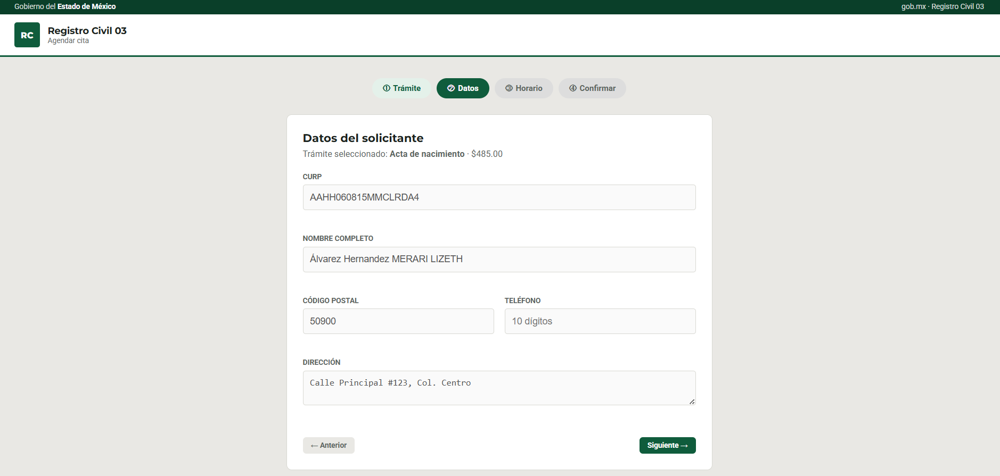 Gobierno del Estado de México
gob.mx · Registro Civil 03
RC
Registro Civil 03
Agendar cita
① Trámite
② Datos
③ Horario
④ Confirmar
Datos del solicitante
Trámite seleccionado: Acta de nacimiento · $485.00
CURP
AAHH060815MMCLRDA4
NOMBRE COMPLETO
Álvarez Hernandez MERARI LIZETH
CÓDIGO POSTAL
TELÉFONO
50900
10 dígitos
DIRECCIÓN
Calle Principal #123, Col. Centro
← Anterior
Siguiente →